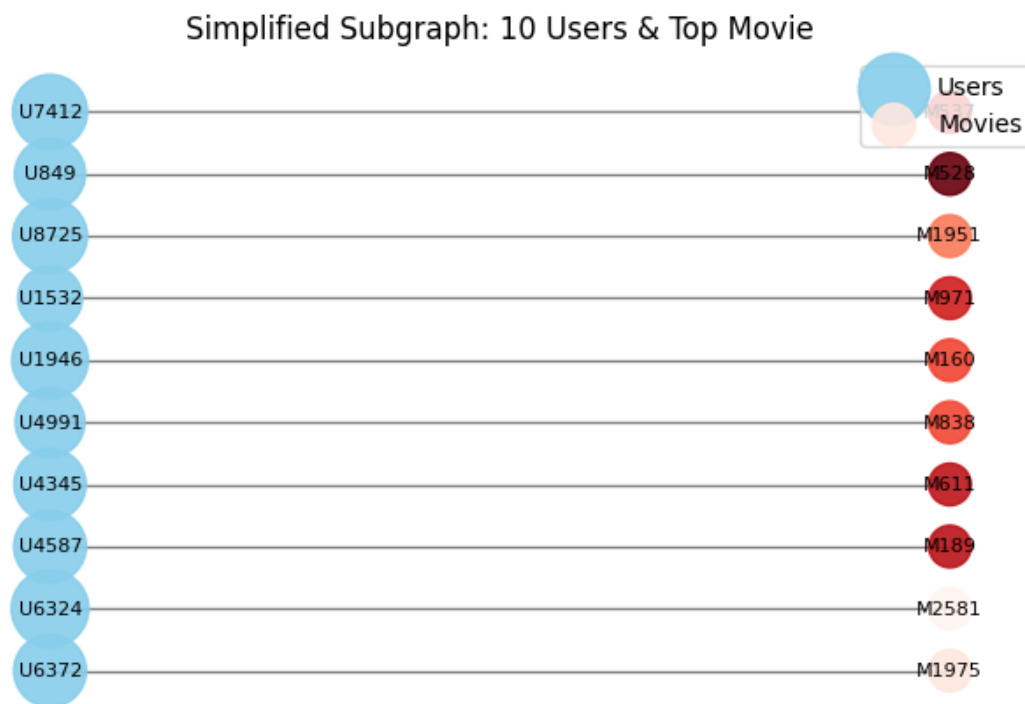 Simplified Subgraph: 10 Users & Top Movie
Users
Movies
U7412 M537
U849 M528
U8725 M1951
U1532 M971
U1946 M160
U4991 M838
U4345 M611
U4587 M189
U6324 M2581
U6372 M1975